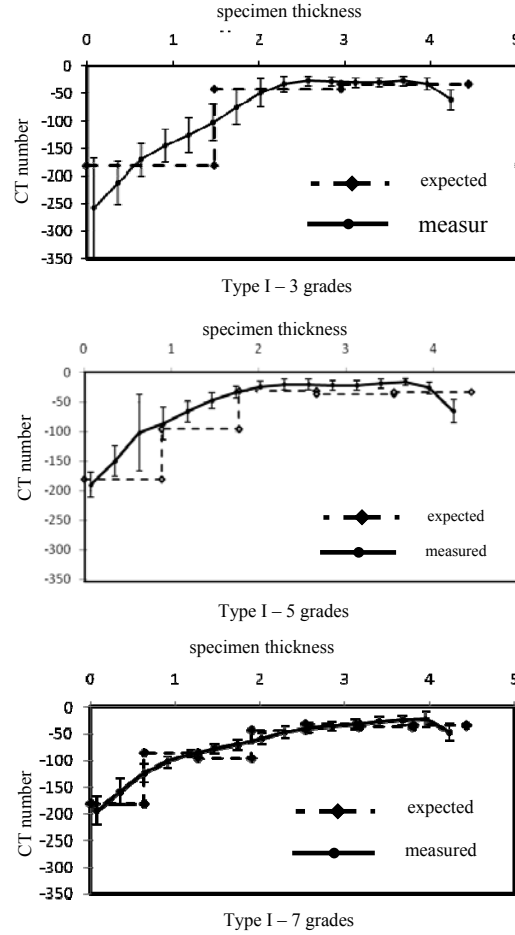 specimen thickness
0 1 2 3 4 5
0
-50
-100
-150
-200
-250
-300
-350
CT number
expected
measur
Type I – 3 grades
specimen thickness
0 1 2 3 4
0
-50
-100
-150
-200
-250
-300
-350
CT number
expected
measured
Type I – 5 grades
specimen thickness
0 1 2 3 4 5
0
-50
-100
-150
-200
-250
-300
-350
CT number
expected
measured
Type I – 7 grades